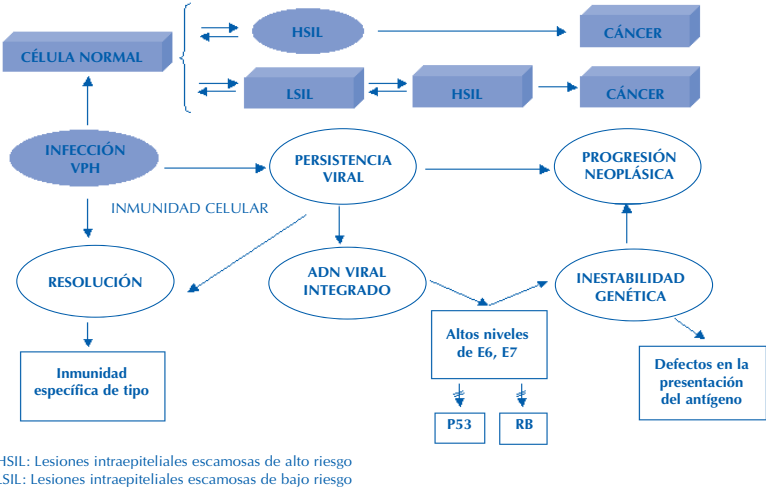 HSIL
CÁNCER
CÉLULA NORMAL
LSIL
HSIL
CÁNCER
INFECCIÓN
VPH
PERSISTENCIA
VIRAL
PROGRESIÓN
NEOPLÁSICA
INMUNIDAD CELULAR
RESOLUCIÓN
ADN VIRAL
INTEGRADO
INESTABILIDAD
GENÉTICA
Altos niveles
de E6, E7
Inmunidad
específica de tipo
Defectos en la
presentación
del antígeno
P53
RB
HSIL: Lesiones intraepiteliales escamosas de alto riesgo
LSIL: Lesiones intraepiteliales escamosas de bajo riesgo